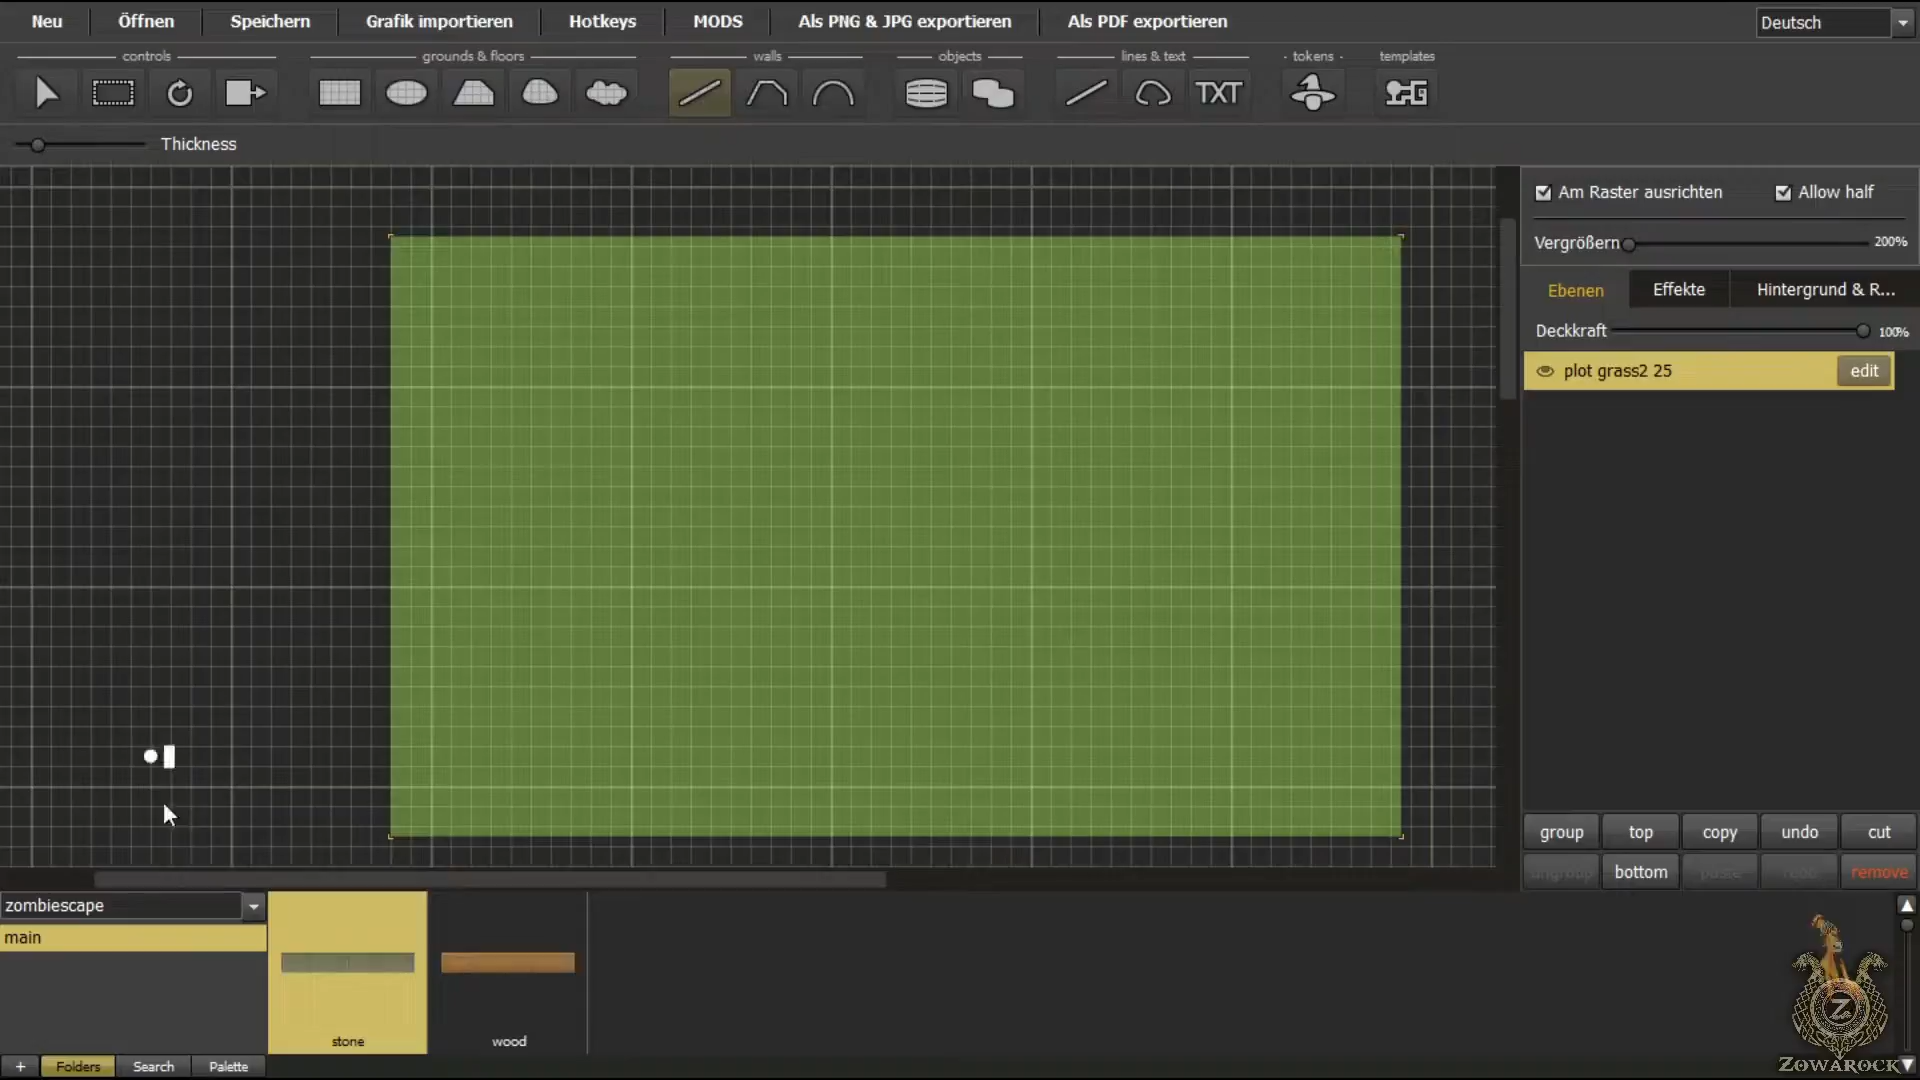 Neu Öffnen Speichern Grafik importieren Hotkeys MODS Als PNG & JPG exportieren Als PDF exportieren Deutsch
controls grounds & floors walls objects lines & text tokens templates
TXT
Thickness
Am Raster ausrichten Allow half
Vergrößern 200%
Ebenen Effekte Hintergrund & R...
Deckkraft 100%
plot grass2 25 edit
group top copy undo cut
ungroup bottom paste redo remove
zombiescape
main
stone wood
+ Folders Search Palette
Z
ZOWAROCK